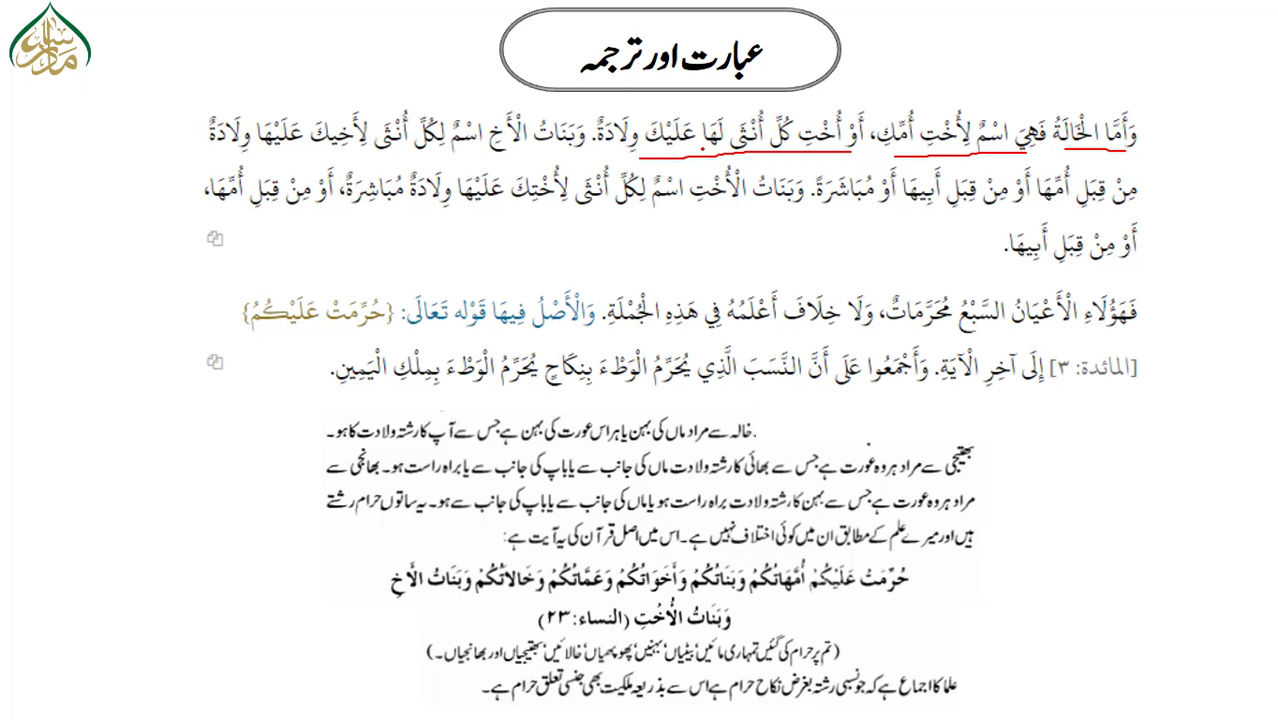 عبارت اور ترجمہ
وَأَمَّا الْخَالَةُ فَهِيَ اسْمٌ لِأُخْتِ أُمِّكِ، أَوْ أُخْتِ كُلِّ أُنْثَى لَهَا عَلَيْكَ وِلَادَةٌ. وَبَنَاتُ الْأَخِ اسْمٌ لِكُلِّ أُنْثَى لِأَخِيكَ عَلَيْهَا وِلَادَةٌ
مِنْ قِبَلِ أُمِّهَا أَوْ مِنْ قِبَلِ أَبِيهَا أَوْ مُبَاشَرَةً. وَبَنَاتُ الْأُخْتِ اسْمٌ لِكُلِّ أُنْثَى لِأُخْتِكَ عَلَيْهَا وِلَادَةٌ مُبَاشِرَةٌ، أَوْ مِنْ قِبَلِ أُمِّهَا،
أَوْ مِنْ قِبَلِ أَبِيهَا.
فَهَؤُلَاءِ الْأَعْيَانُ السَّبْعُ مُحَرَّمَاتٌ، وَلَا خِلَافَ أَعْلَمُهُ فِي هَذِهِ الْجُمْلَةِ. وَالْأَصْلُ فِيهَا قَوْله تَعَالَى: {حُرِّمَتْ عَلَيْكُمُ}
[المائدة: ٣] إِلَى آخِرِ الْآيَةِ. وَأَجْمَعُوا عَلَى أَنَّ النَّسَبَ الَّذِي يُحَرِّمُ الْوَطْءَ بِنِكَاحٍ يُحَرِّمُ الْوَطْءَ بِمِلْكِ الْيَمِينِ.
خالہ سے مراد ماں کی بہن یا ہر اس عورت کی بہن ہے جس سے آپ کا رشتہ ولادت کا ہو۔
بھتیجی سے مراد ہر وہ عورت ہے جس سے بھائی کا رشتہ ولادت ماں کی جانب سے یا باپ کی جانب سے یا براہ راست ہو۔ بھانجی سے
مراد ہر وہ عورت ہے جس سے بہن کا رشتہ ولادت براہ راست ہو یا ماں کی جانب سے یا باپ کی جانب سے ہو۔ یہ ساتوں حرام رشتے
ہیں اور میرے علم کے مطابق ان میں کوئی اختلاف نہیں ہے۔ اس میں اصل قرآن کی یہ آیت ہے:
حُرِّمَتْ عَلَيْكُمْ أُمَّهَاتُكُمْ وَبَنَاتُكُمْ وَأَخَوَاتُكُمْ وَعَمَّاتُكُمْ وَخَالَاتُكُمْ وَبَنَاتُ الْأَخِ
وَبَنَاتُ الْأُخْتِ (النساء: ٢٣)
(تم پر حرام کی گئیں تمہاری مائیں' بیٹیاں' بہنیں' پھوپھیاں' خالائیں' بھتیجیاں اور بھانجیاں۔)
علما کا اجماع ہے کہ جو نسبی رشتہ بغرض نکاح حرام ہے اس سے بذریعہ ملکیت بھی جنسی تعلق حرام ہے۔